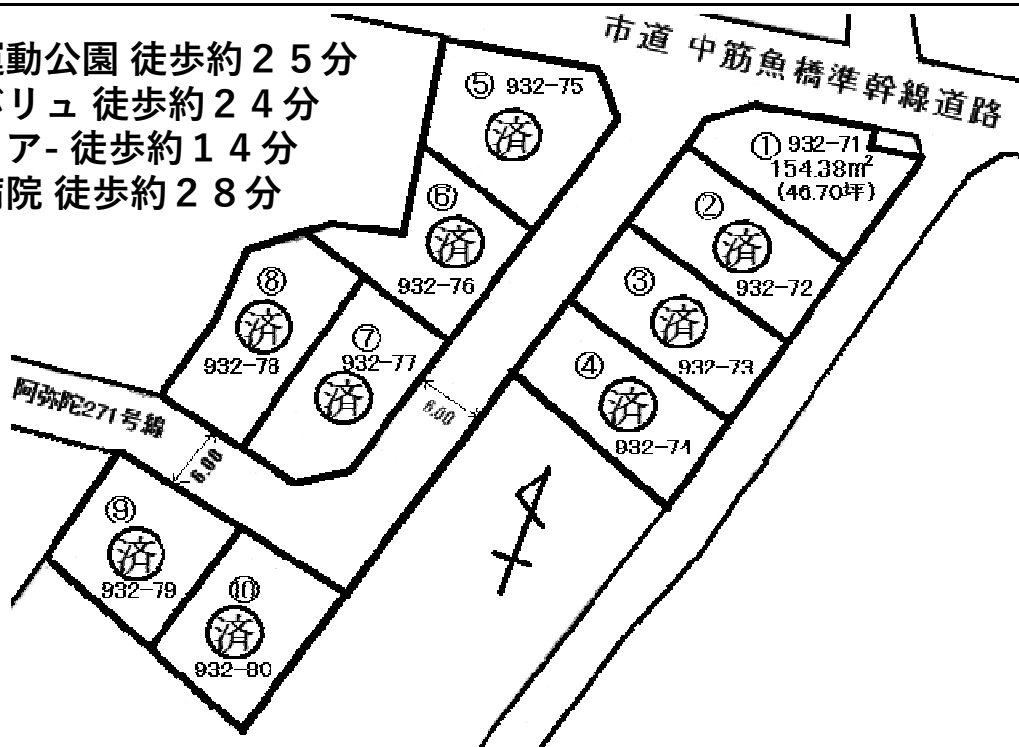 動公園 徒歩約２５分
リュ 徒歩約２４分
ア- 徒歩約１４分
院 徒歩約２８分
市道 中筋魚橋準幹線道路
⑤ 932-75
済
① 932-71
154.38㎡
(46.70坪)
⑥
済
932-76
②
済
932-72
⑧
済
932-78
③
済
932-73
⑦
932-77
済
④
済
932-74
6.00
阿弥陀271号線
6.00
⑨
済
932-79
⑩
済
932-80